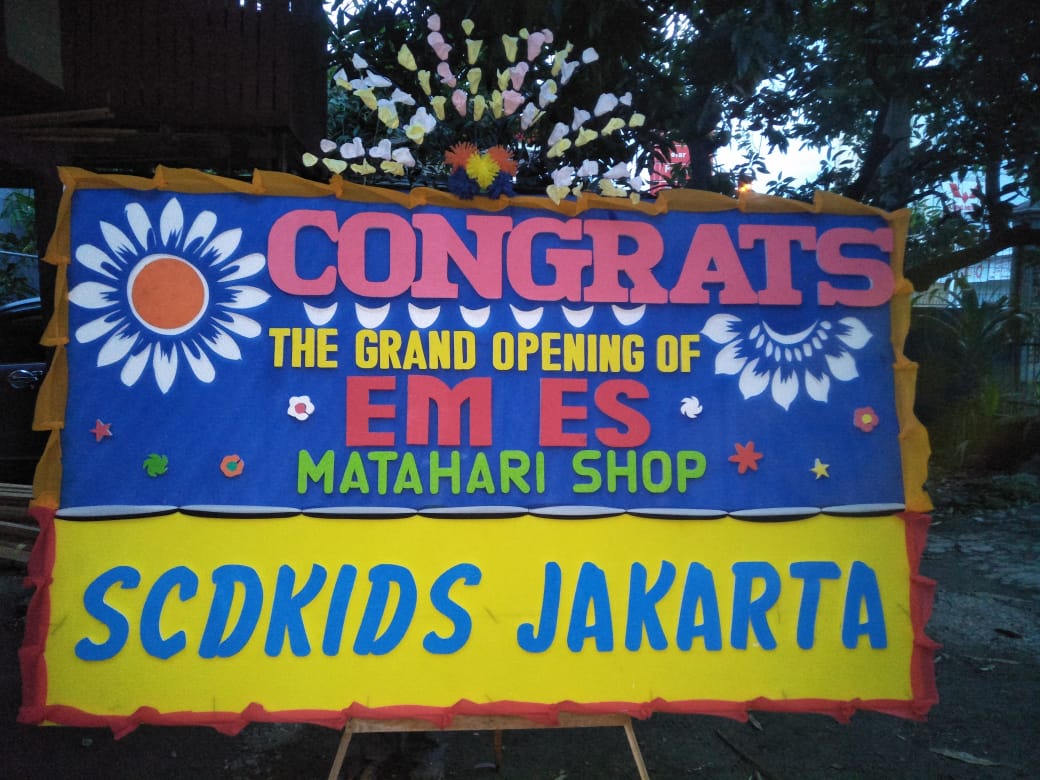 CONGRATS
THE GRAND OPENING OF
EM ES
MATAHARI SHOP
SCDKIDS JAKARTA